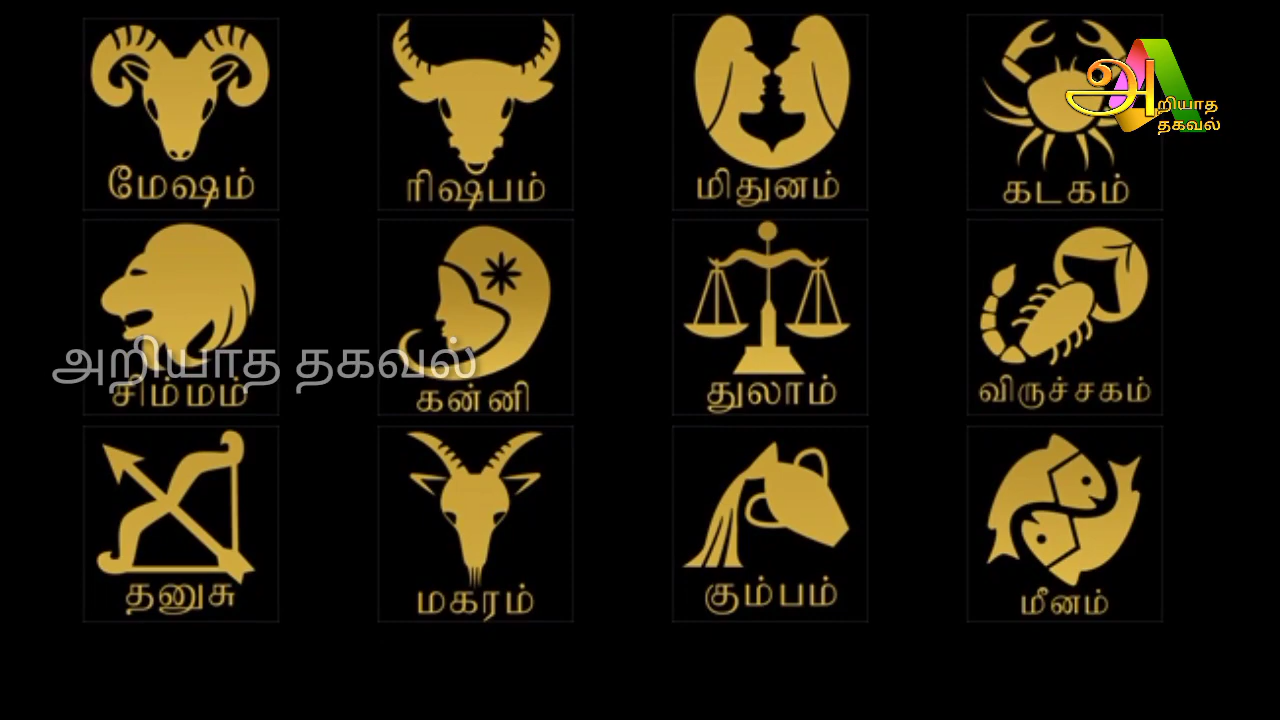 அறியாத
தகவல்
மேஷம்
ரிஷபம்
மிதுனம்
கடகம்
அறியாத தகவல்
சிம்மம்
கன்னி
துலாம்
விருச்சகம்
தனுசு
மகரம்
கும்பம்
மீனம்